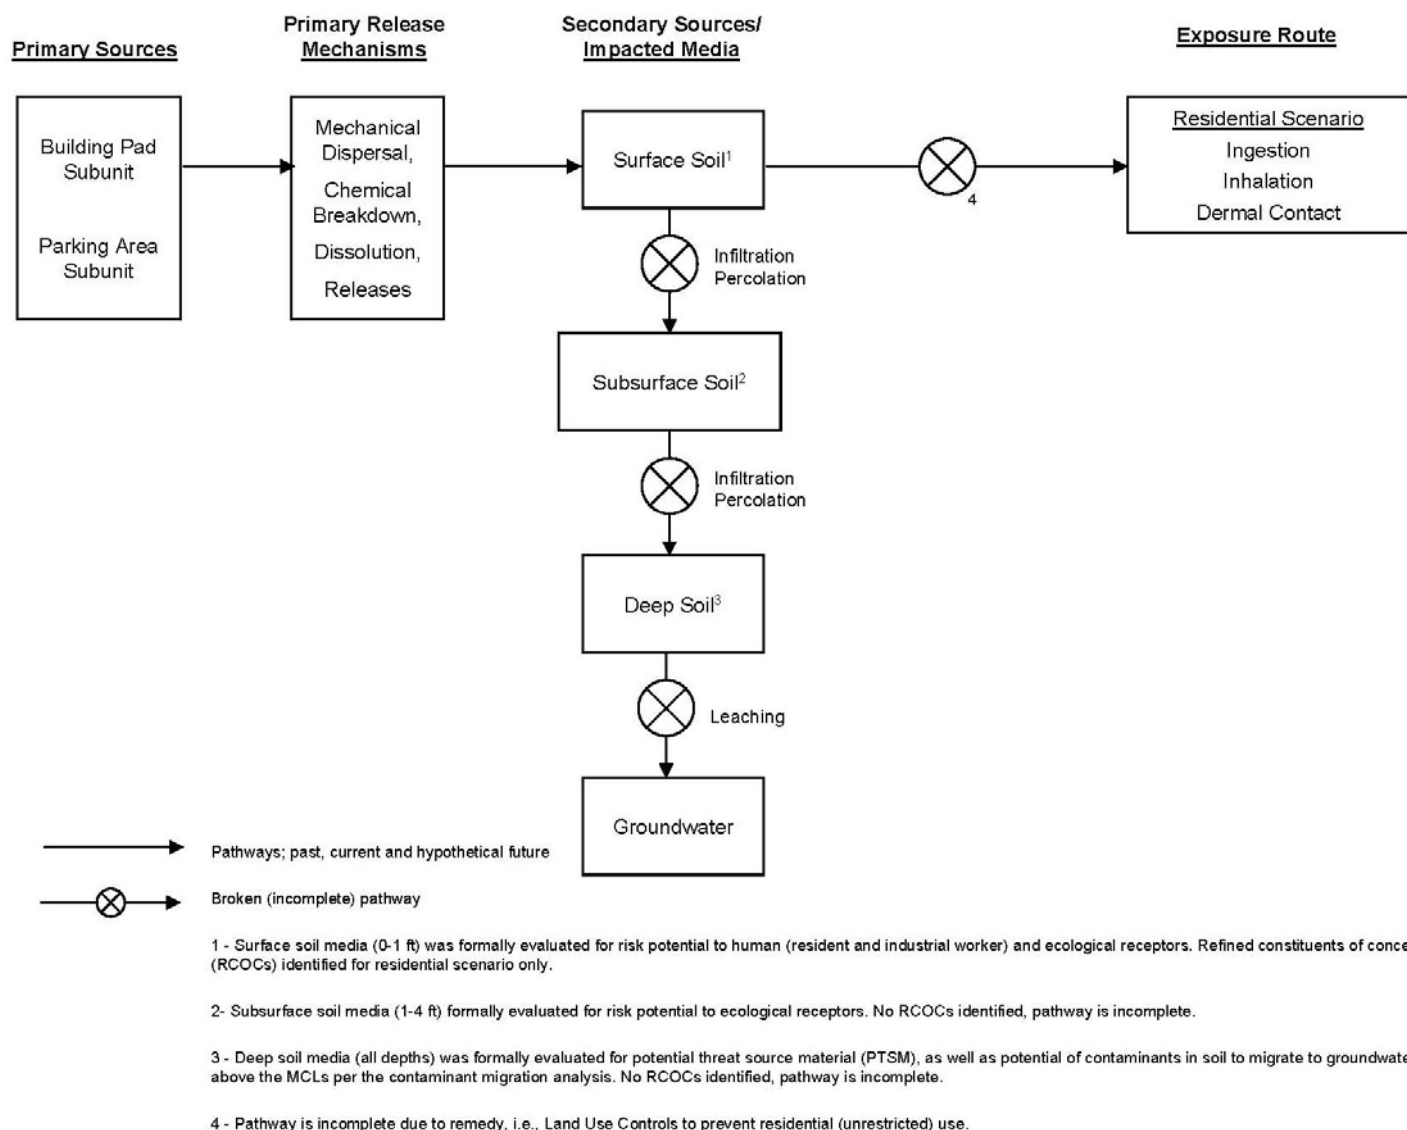 Primary Sources
Primary Release
Mechanisms
Secondary Sources/
Impacted Media
Exposure Route
Building Pad
Subunit
Parking Area
Subunit
Mechanical
Dispersal,
Chemical
Breakdown,
Dissolution,
Releases
Surface Soil¹
4
Residential Scenario
Ingestion
Inhalation
Dermal Contact
Infiltration
Percolation
Subsurface Soil²
Infiltration
Percolation
Deep Soil³
Leaching
Groundwater
Pathways; past, current and hypothetical future
Broken (incomplete) pathway
1 - Surface soil media (0-1 ft) was formally evaluated for risk potential to human (resident and industrial worker) and ecological receptors. Refined constituents of conce
(RCOCs) identified for residential scenario only.
2- Subsurface soil media (1-4 ft) formally evaluated for risk potential to ecological receptors. No RCOCs identified, pathway is incomplete.
3 - Deep soil media (all depths) was formally evaluated for potential threat source material (PTSM), as well as potential of contaminants in soil to migrate to groundwate
above the MCLs per the contaminant migration analysis. No RCOCs identified, pathway is incomplete.
4 - Pathway is incomplete due to remedy, i.e., Land Use Controls to prevent residential (unrestricted) use.